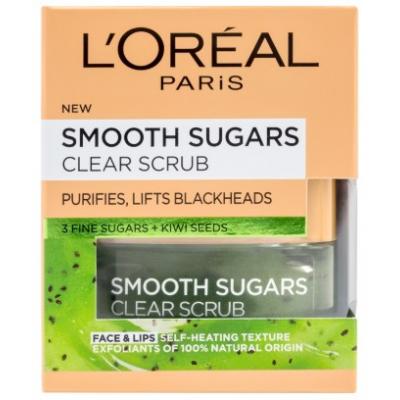 L'ORÉAL
PARiS
NEW
SMOOTH SUGARS
CLEAR SCRUB
PURIFIES, LIFTS BLACKHEADS
3 FINE SUGARS + KIWI SEEDS
SMOOTH SUGARS
CLEAR SCRUB
FACE & LIPS SELF-HEATING TEXTURE
EXFOLIANTS OF 100% NATURAL ORIGIN